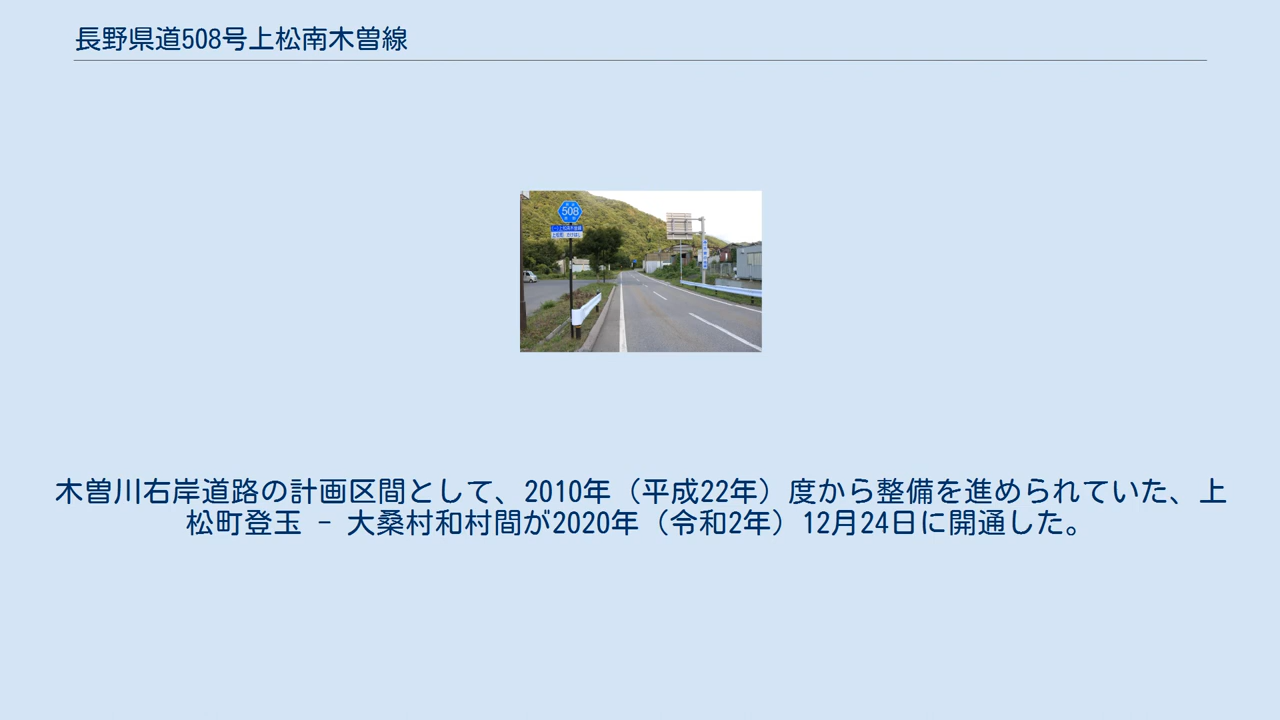 長野県道508号上松南木曽線
508
木曽川右岸道路の計画区間として、2010年（平成22年）度から整備を進められていた、上
松町登玉 - 大桑村和村間が2020年（令和2年）12月24日に開通した。